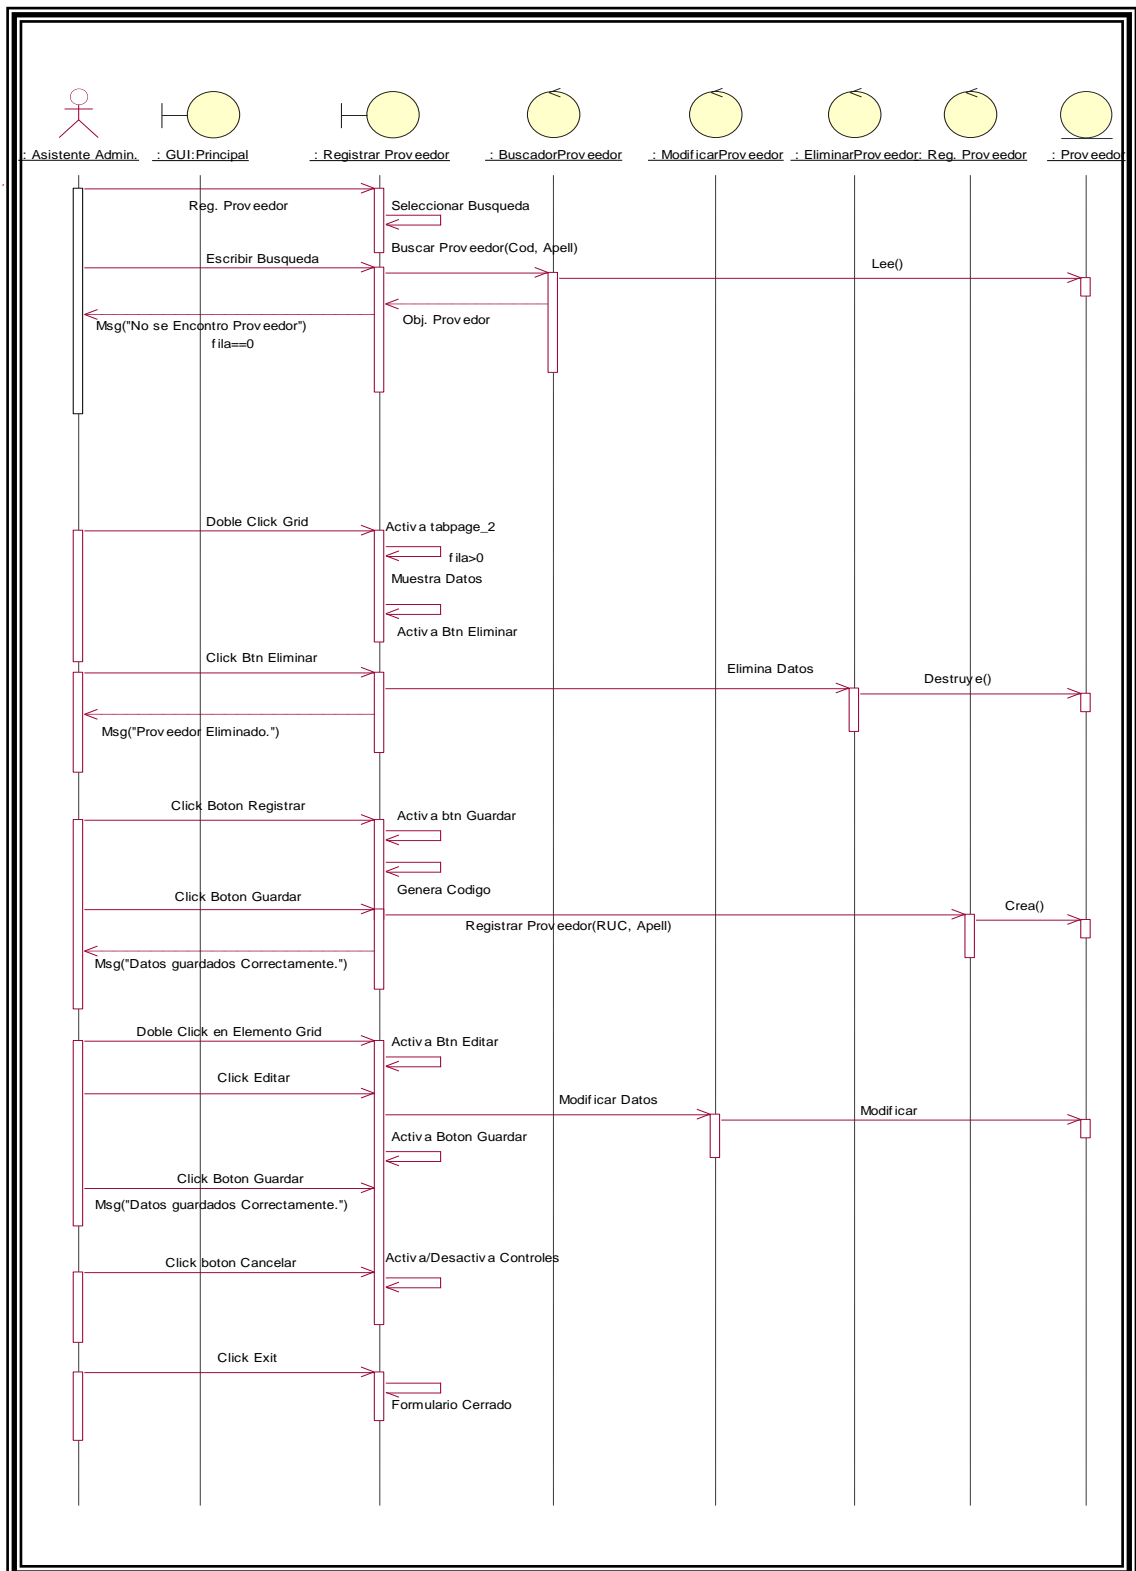 : Asistente Admin.
: GUI:Principal
: Registrar Proveedor
: BuscadorProveedor
: ModificarProveedor
: EliminarProveedor
: Reg. Proveedor
: Proveedor
Reg. Proveedor
Seleccionar Busqueda
Buscar Proveedor(Cod, Apell)
Escribir Busqueda
Lee()
Obj. Provedor
Msg("No se Encontro Proveedor")
fila==0
Doble Click Grid
Activa tabpage_2
fila>0
Muestra Datos
Activa Btn Eliminar
Click Btn Eliminar
Elimina Datos
Destruye()
Msg("Proveedor Eliminado.")
Click Boton Registrar
Activa btn Guardar
Genera Codigo
Click Boton Guardar
Crea()
Registrar Proveedor(RUC, Apell)
Msg("Datos guardados Correctamente.")
Doble Click en Elemento Grid
Activa Btn Editar
Click Editar
Modificar Datos
Modificar
Activa Boton Guardar
Click Boton Guardar
Msg("Datos guardados Correctamente.")
Click boton Cancelar
Activa/Desactiva Controles
Click Exit
Formulario Cerrado